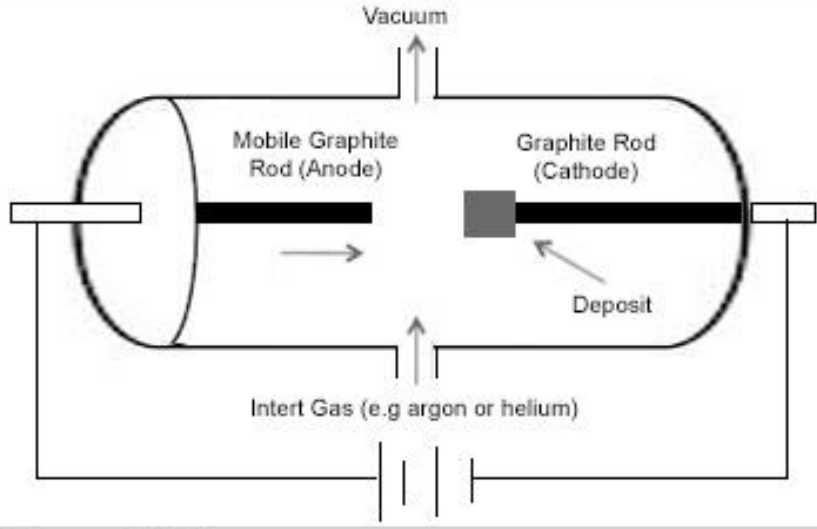 Vacuum
Mobile Graphite
Rod (Anode)
Graphite Rod
(Cathode)
Deposit
Intert Gas (e.g argon or helium)